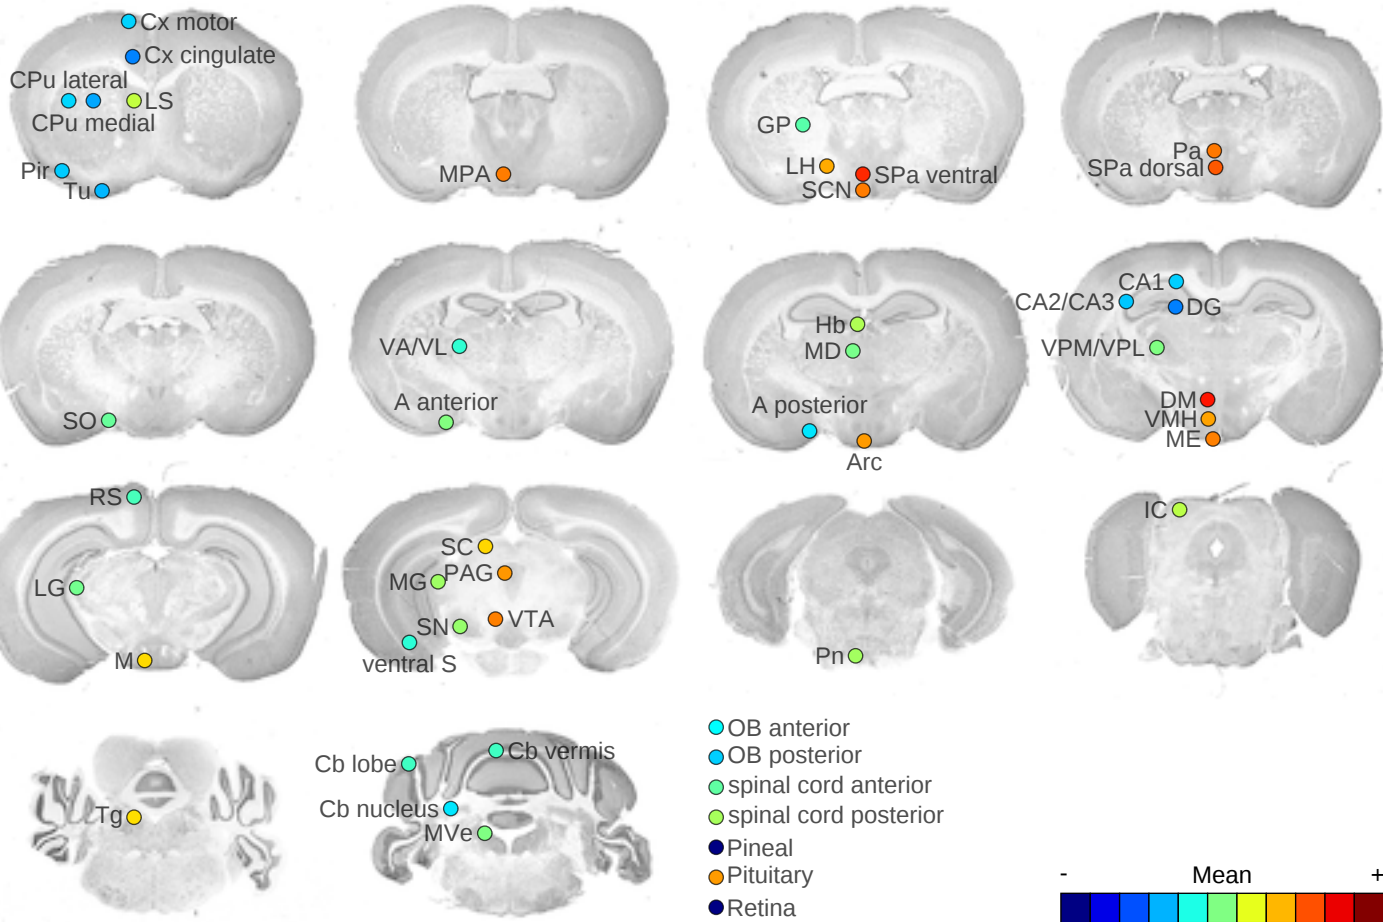 Cx motor
Cx cingulate
CPu lateral
LS
CPu medial
Pir
Tu
MPA
GP
LH
SPa ventral
SCN
Pa
SPa dorsal
SO
VA/VL
A anterior
Hb
MD
A posterior
Arc
CA1
CA2/CA3
DG
VPM/VPL
DM
VMH
ME
RS
LG
M
SC
PAG
MG
SN
VTA
ventral S
Pn
IC
Tg
Cb lobe
Cb vermis
Cb nucleus
MVe
OB anterior
OB posterior
spinal cord anterior
spinal cord posterior
Pineal
Pituitary
Retina
- Mean +